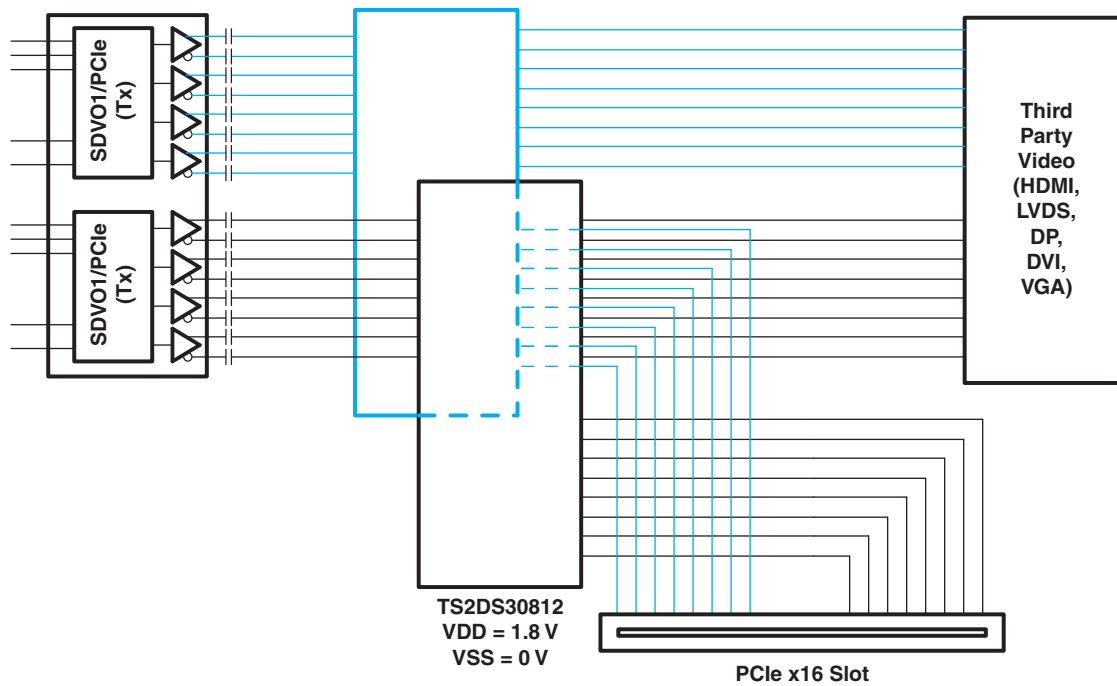 SDVO1/PCIe
(Tx)
SDVO1/PCIe
(Tx)
Third
Party
Video
(HDMI,
LVDS,
DP,
DVI,
VGA)
TS2DS30812
VDD = 1.8 V
VSS = 0 V
PCIe x16 Slot